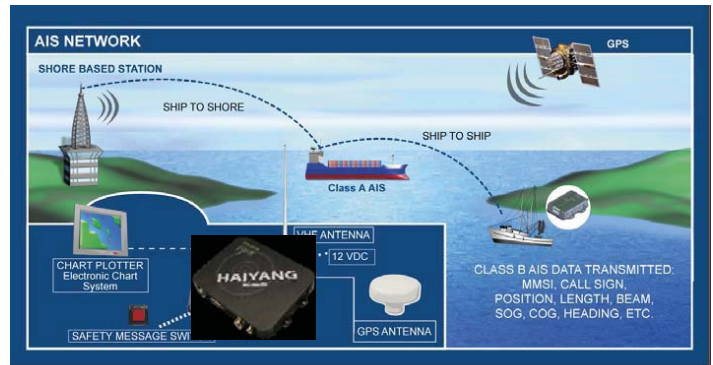 AIS NETWORK
GPS
SHORE BASED STATION
SHIP TO SHORE
SHIP TO SHIP
Class A AIS
VHF ANTENNA
12 VDC
CHART PLOTTER
Electronic Chart
System
HAIYANG
SAFETY MESSAGE
GPS ANTENNA
CLASS B AIS DATA TRANSMITTED:
MMSI, CALL SIGN,
POSITION, LENGTH, BEAM,
SOG, COG, HEADING, ETC.